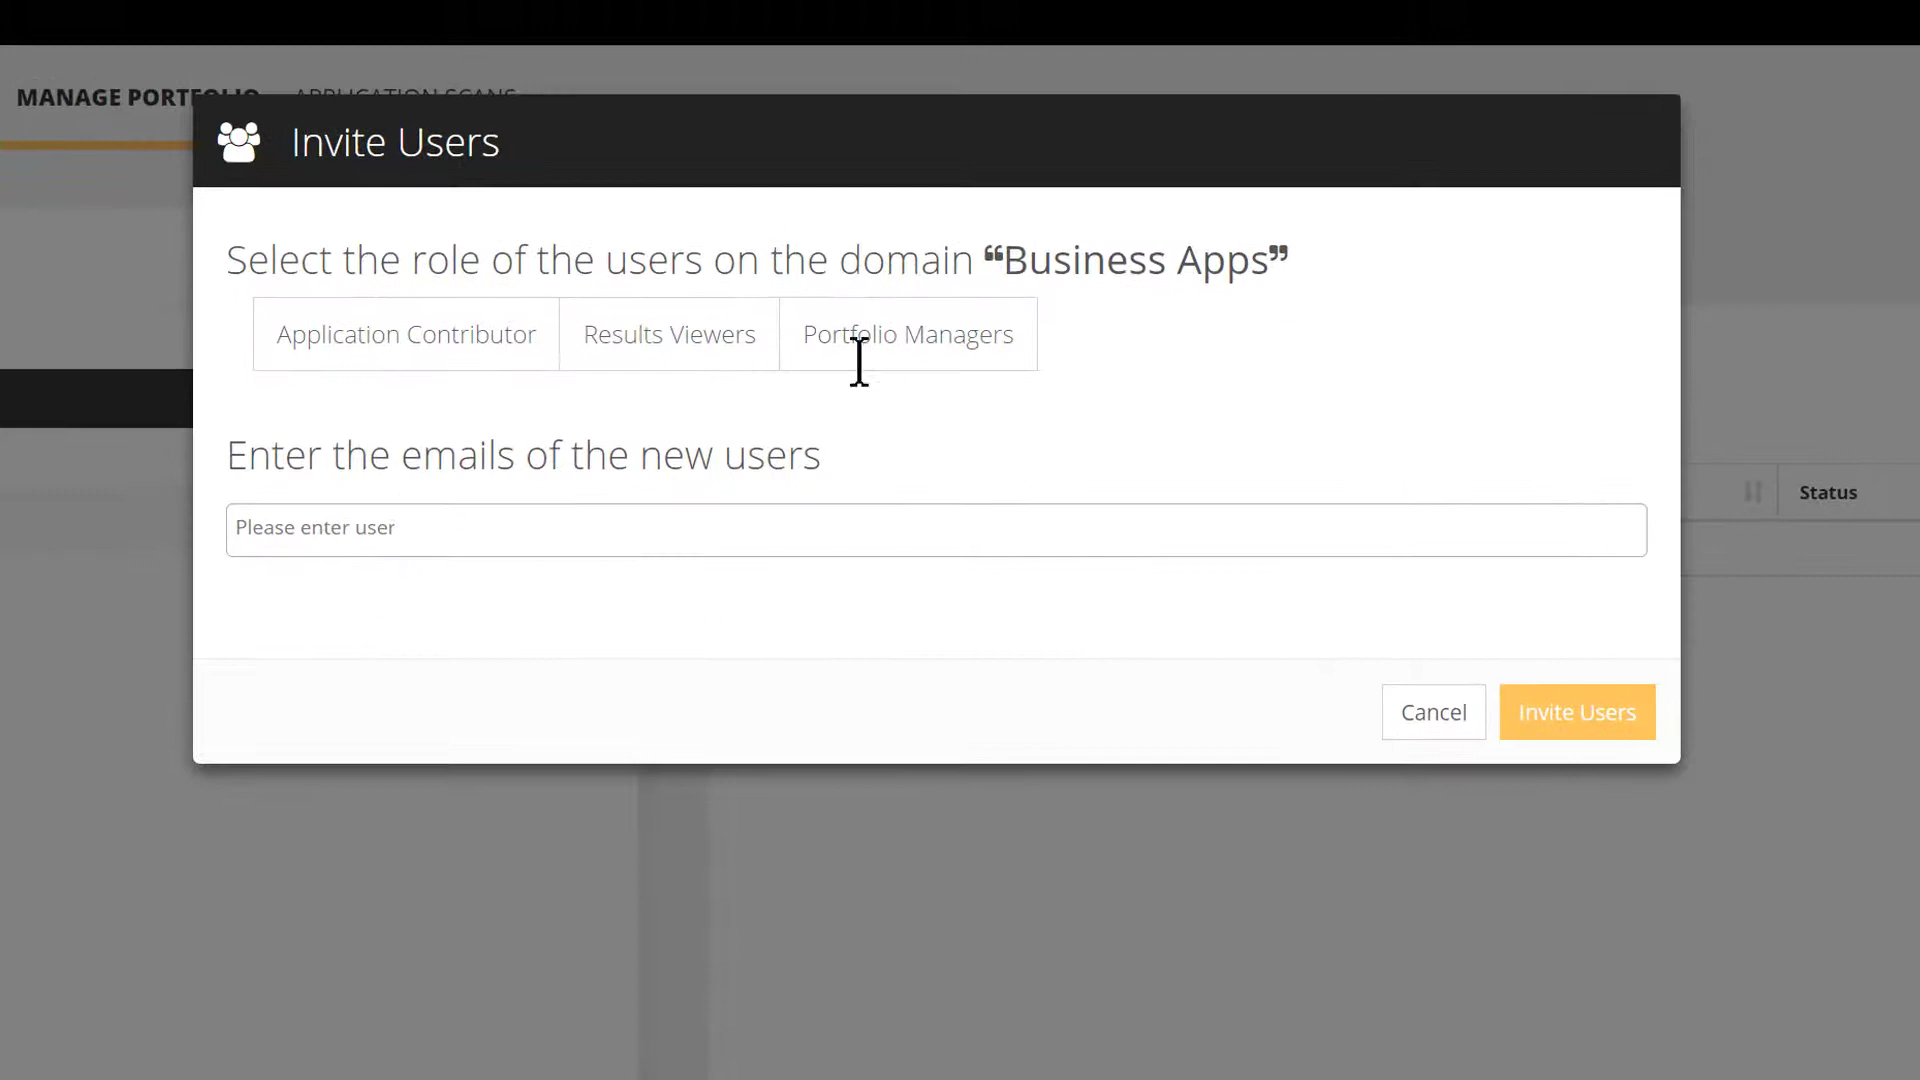 MANAGE PORTFOLIO APPLICATION SCANS
Invite Users
Select the role of the users on the domain “Business Apps”
Application Contributor Results Viewers Portfolio Managers
Enter the emails of the new users
Status
Please enter user
Cancel Invite Users